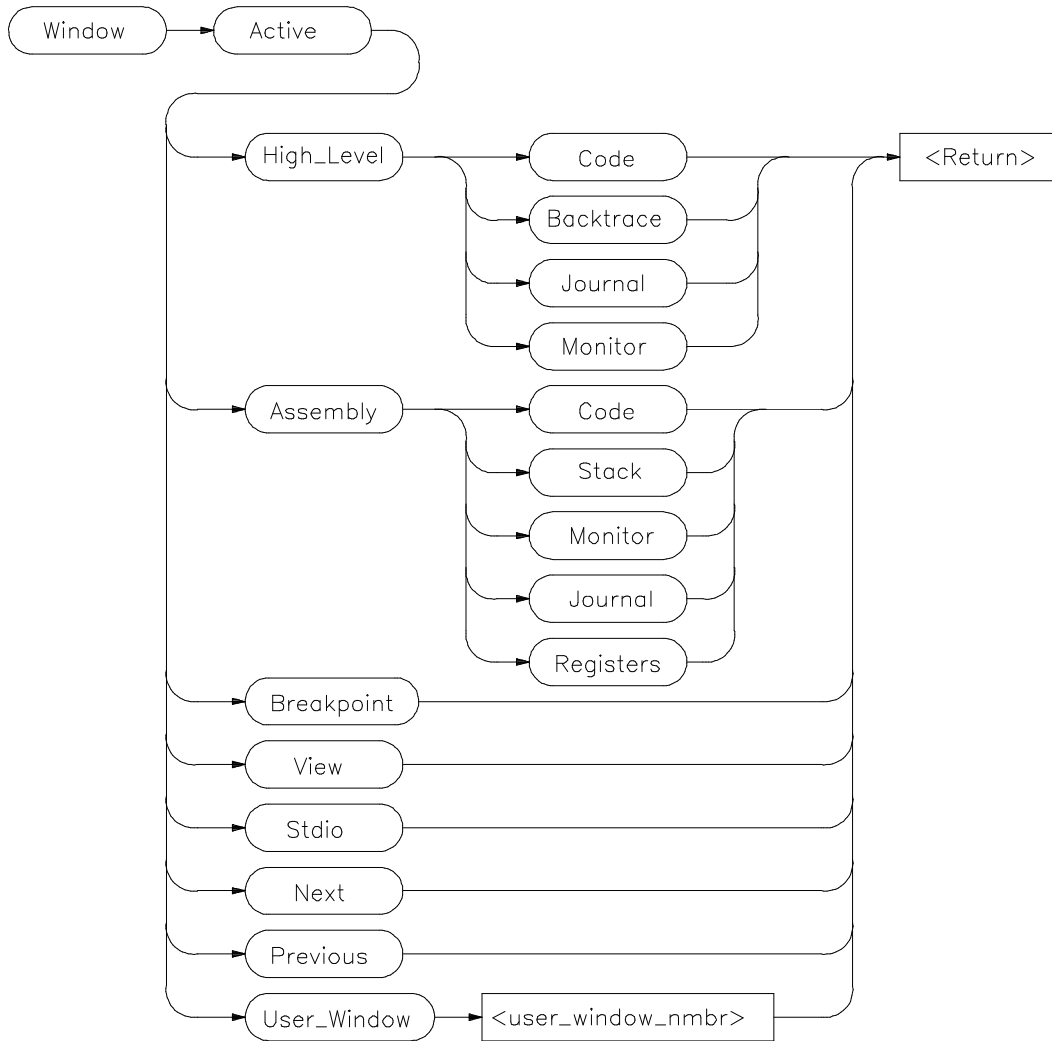 Window Active
High_Level Code <Return>
Backtrace
Journal
Monitor
Assembly Code
Stack
Monitor
Journal
Registers
Breakpoint
View
Stdio
Next
Previous
User_Window <user_window_nmbr>